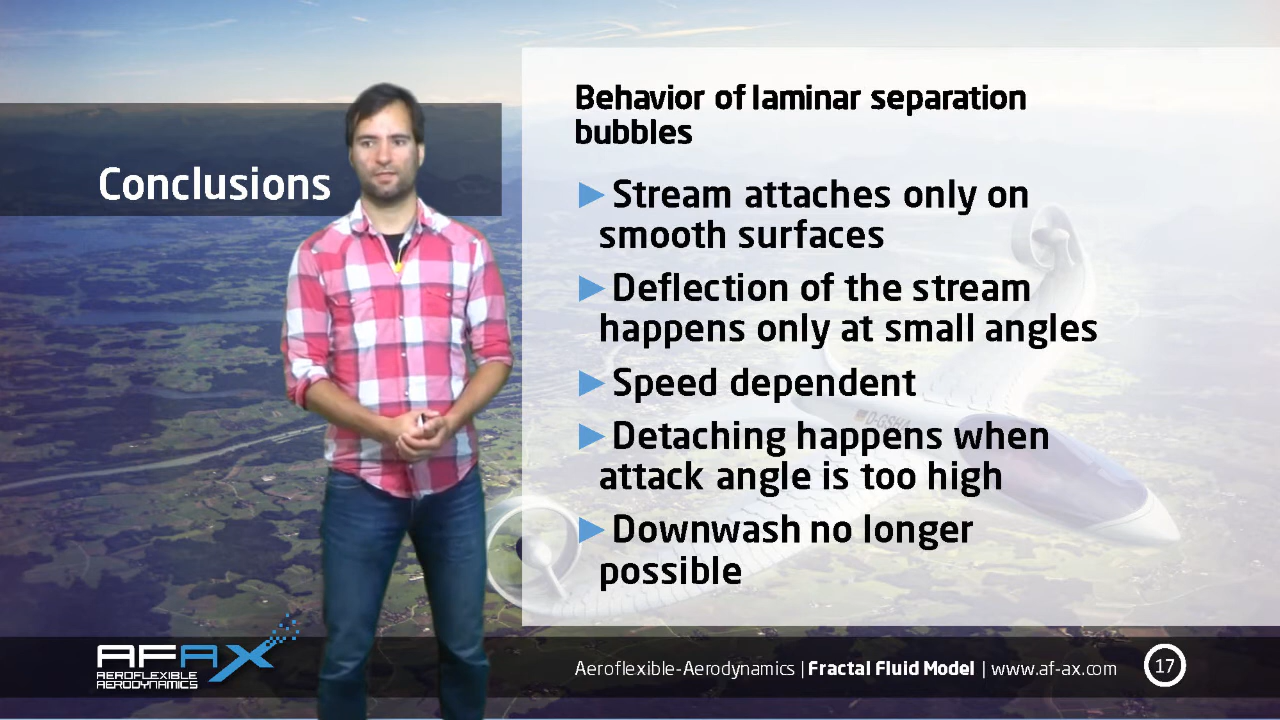 Conclusions
Behavior of laminar separation
bubbles
Stream attaches only on
smooth surfaces
Deflection of the stream
happens only at small angles
Speed dependent
Detaching happens when
attack angle is too high
Downwash no longer
possible
AFAX
AEROFLEXIBLE
AERODYNAMICS
Aeroflexible-Aerodynamics | Fractal Fluid Model | www.af-ax.com
17